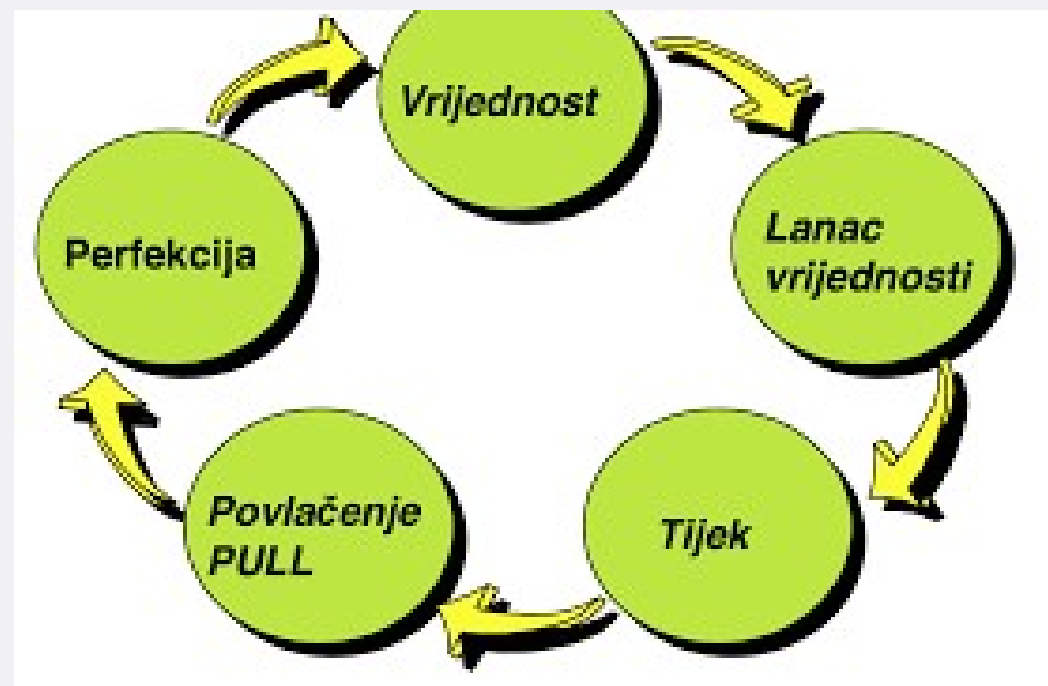 Vrijednost
Lanac
vrijednosti
Tijek
Povlačenje
PULL
Perfekcija